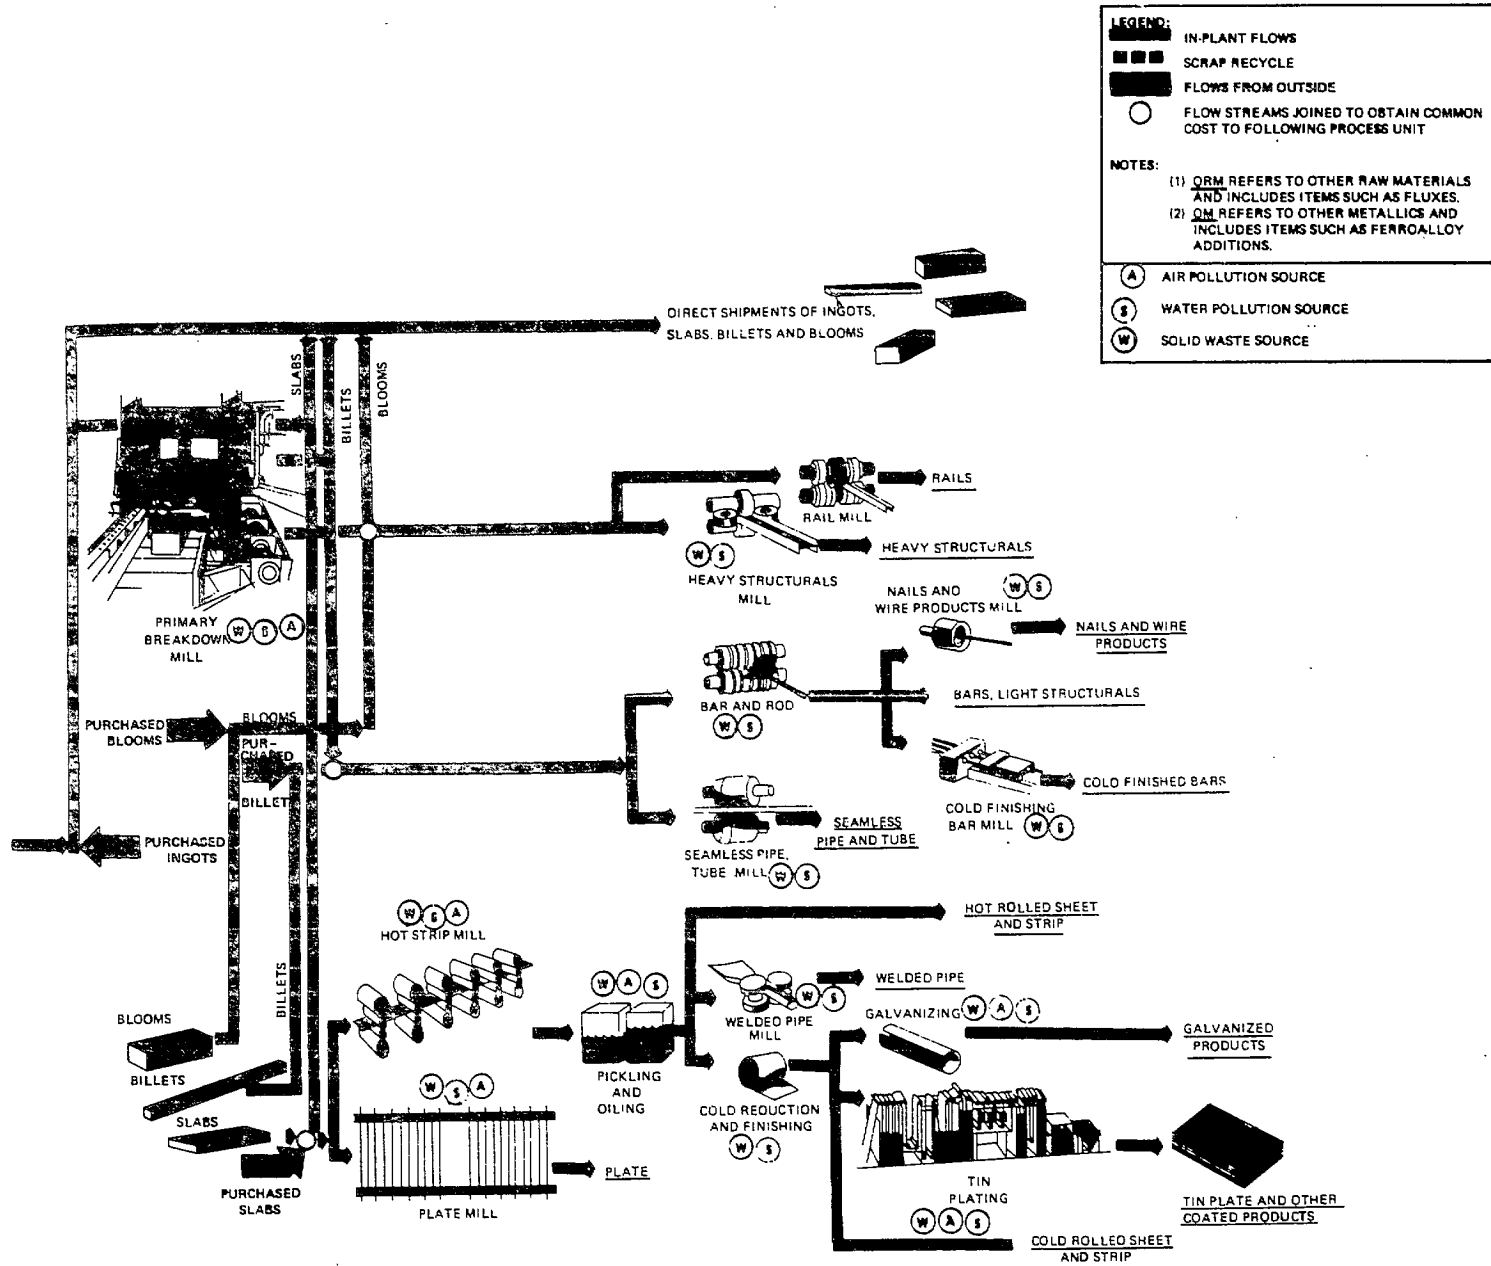 LEGEND:
IN-PLANT FLOWS
SCRAP RECYCLE
FLOWS FROM OUTSIDE
FLOW STREAMS JOINED TO OBTAIN COMMON
COST TO FOLLOWING PROCESS UNIT
NOTES:
(1) ORM REFERS TO OTHER RAW MATERIALS
AND INCLUDES ITEMS SUCH AS FLUXES.
(2) OM REFERS TO OTHER METALLICS AND
INCLUDES ITEMS SUCH AS FERROALLOY
ADDITIONS.
A AIR POLLUTION SOURCE
S WATER POLLUTION SOURCE
W SOLID WASTE SOURCE
DIRECT SHIPMENTS OF INGOTS,
SLABS, BILLETS AND BLOOMS
SLABS
BILLETS
BLOOMS
RAILS
RAIL MILL
HEAVY STRUCTURALS
W S
HEAVY STRUCTURALS
MILL
PRIMARY
BREAKDOWN
MILL
W S A
NAILS AND
WIRE PRODUCTS MILL
W S
NAILS AND WIRE
PRODUCTS
BAR AND ROD
W S
BARS, LIGHT STRUCTURALS
PURCHASED
BLOOMS
BLOOMS
PUR-
CHASED
BILLET
COLD FINISHED BARS
COLD FINISHING
BAR MILL
W S
PURCHASED
INGOTS
SEAMLESS
PIPE AND TUBE
SEAMLESS PIPE,
TUBE MILL
W S
W S A
HOT STRIP MILL
HOT ROLLED SHEET
AND STRIP
BILLETS
W A S
PICKLING
AND
OILING
WELDED PIPE
W S
WELDED PIPE
MILL
GALVANIZING
W A S
GALVANIZED
PRODUCTS
BLOOMS
BILLETS
SLABS
PURCHASED
SLABS
W S A
PLATE
PLATE MILL
COLD REDUCTION
AND FINISHING
W S
TIN
PLATING
W A S
TIN PLATE AND OTHER
COATED PRODUCTS
COLD ROLLED SHEET
AND STRIP